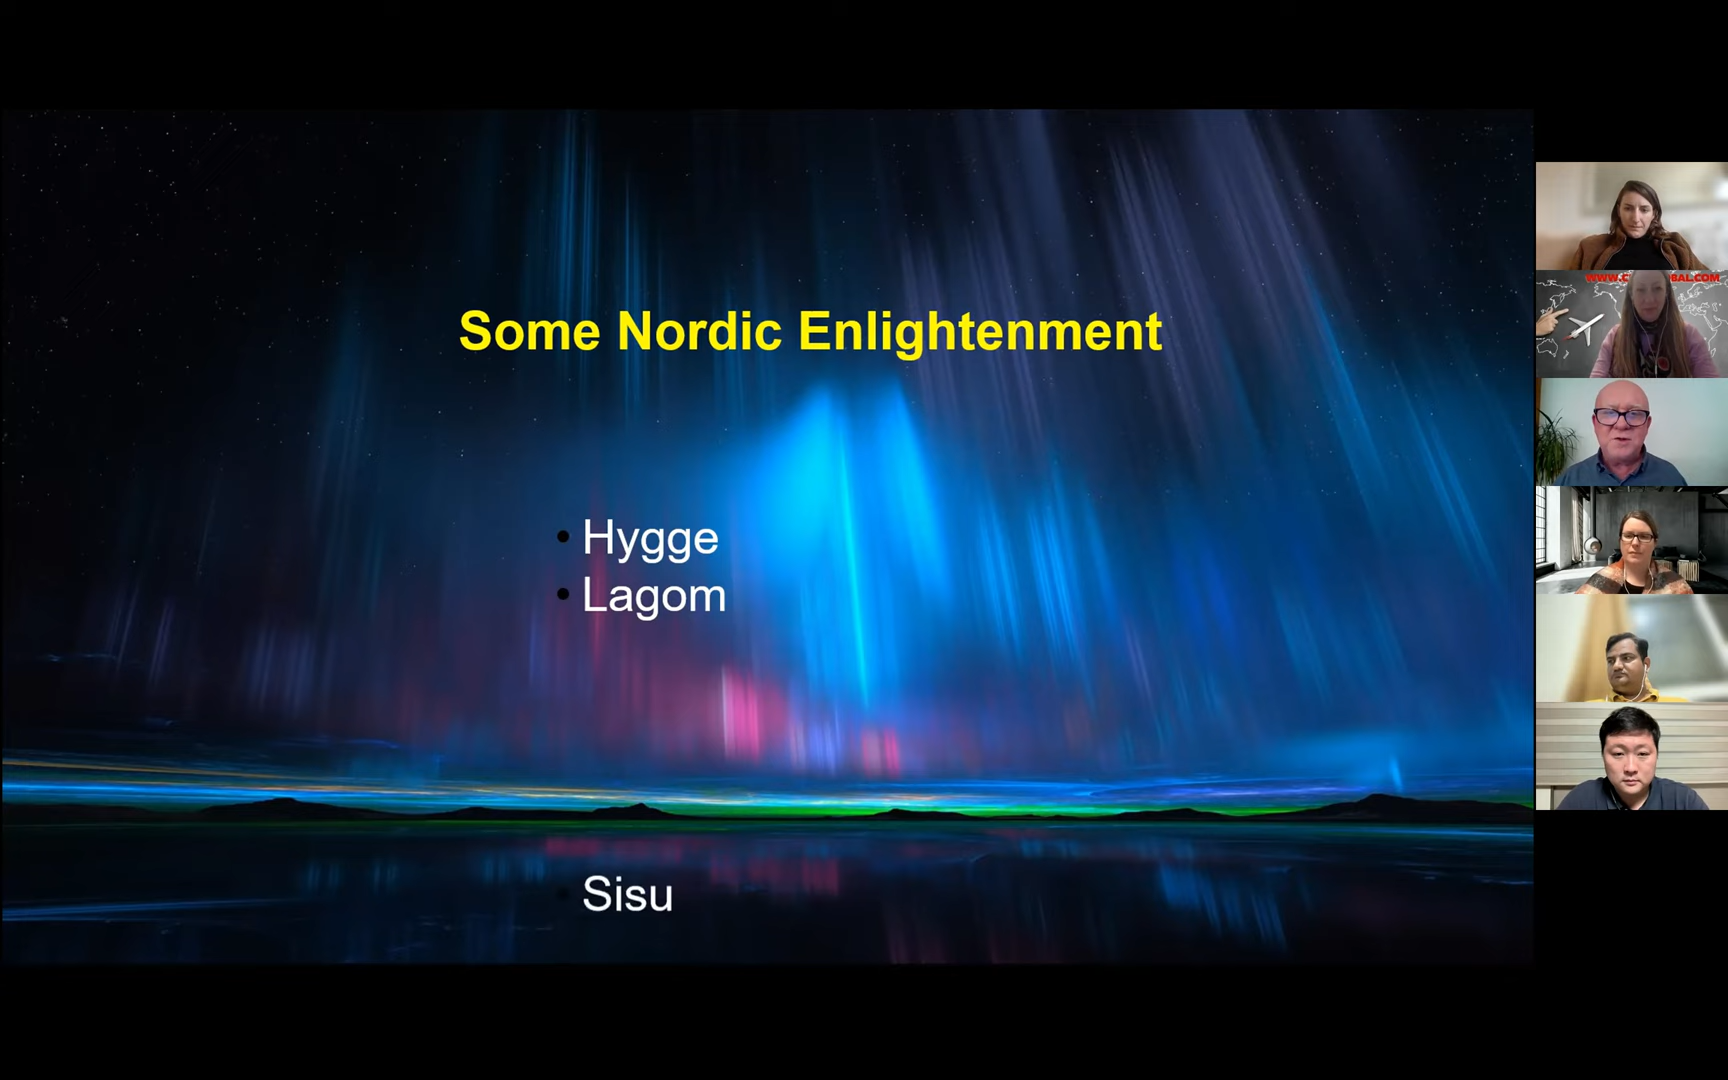 Some Nordic Enlightenment
• Hygge
• Lagom
• Sisu